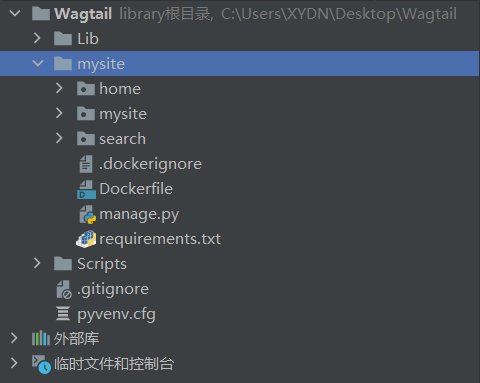 Wagtail library根目录, C:\Users\XYDN\Desktop\Wagtail
Lib
mysite
home
mysite
search
.dockerignore
Dockerfile
manage.py
requirements.txt
Scripts
.gitignore
pyvenv.cfg
外部库
临时文件和控制台